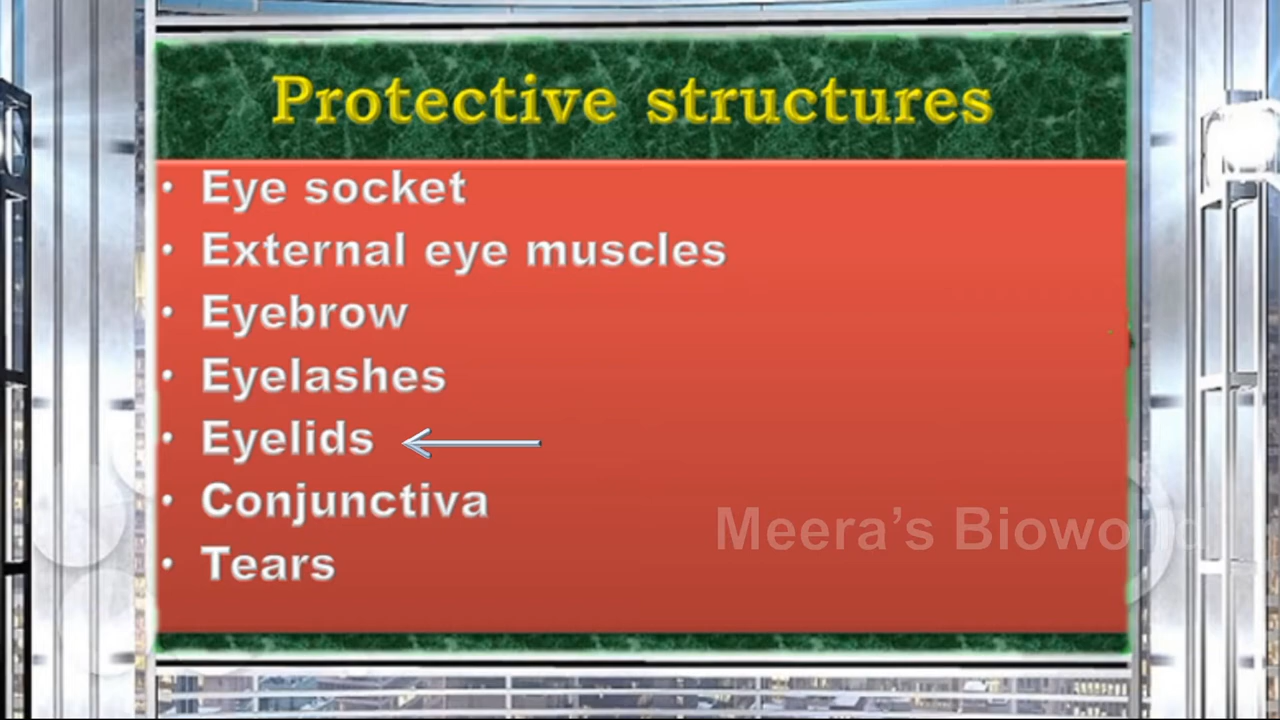 Protective structures
• Eye socket
• External eye muscles
• Eyebrow
• Eyelashes
• Eyelids
• Conjunctiva
Meera's Bioworld
• Tears